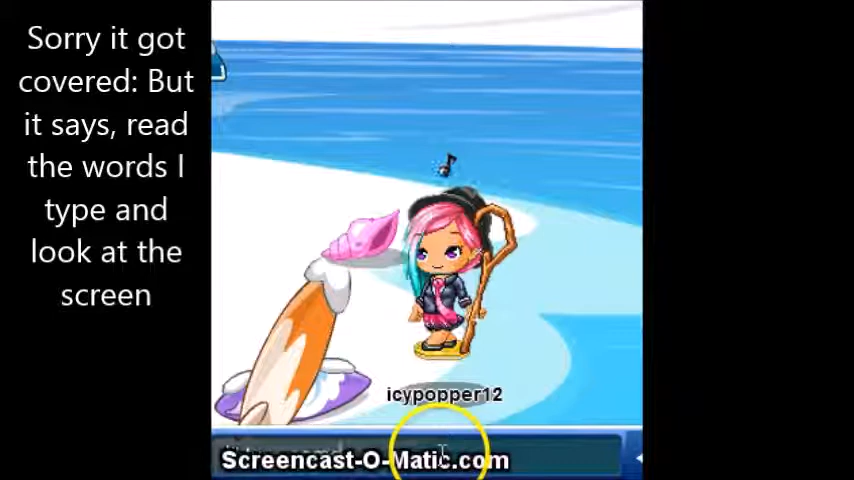 Sorry it got
covered: But
it says, read
the words I
type and
look at the
screen
icypopper12
Screencast-O-Matic.com